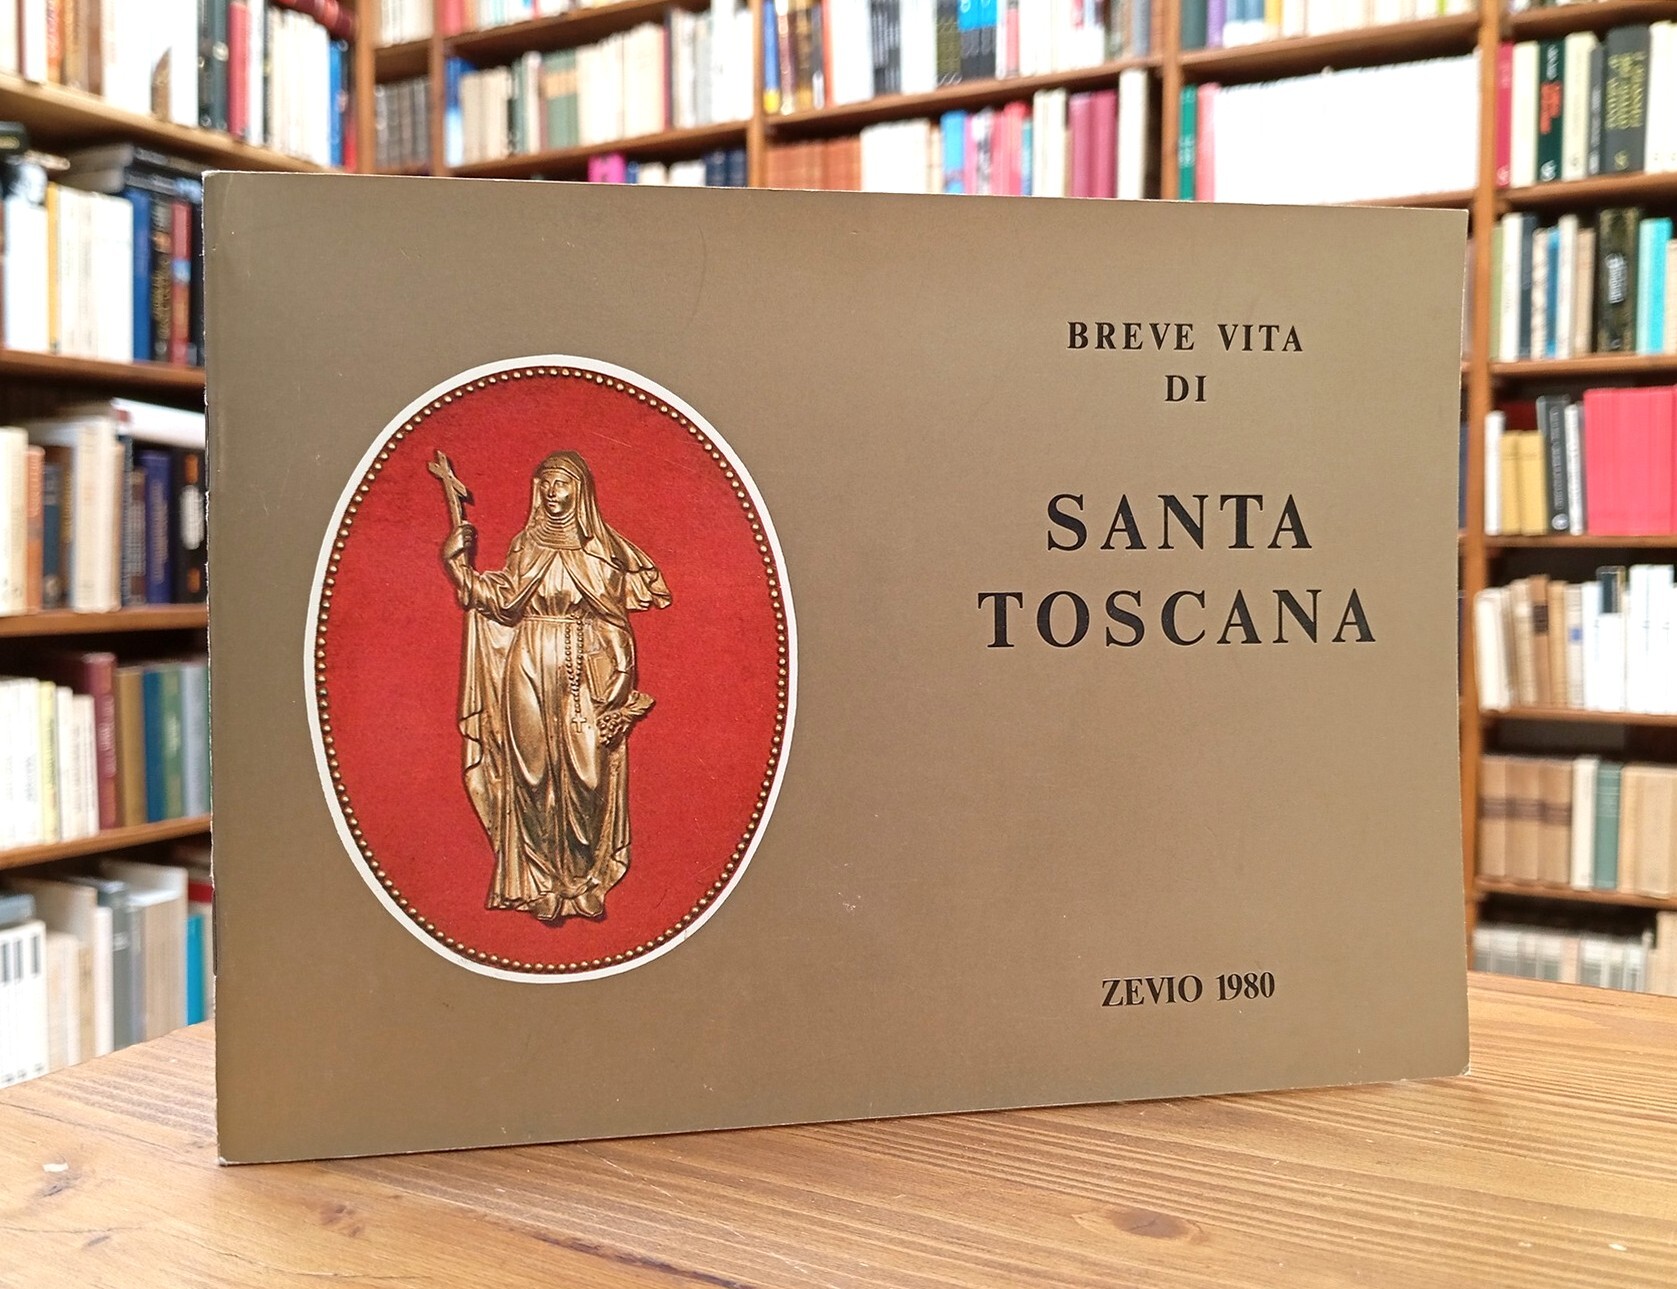 BREVE VITA
DI
SANTA
TOSCANA
ZEVIO 1980